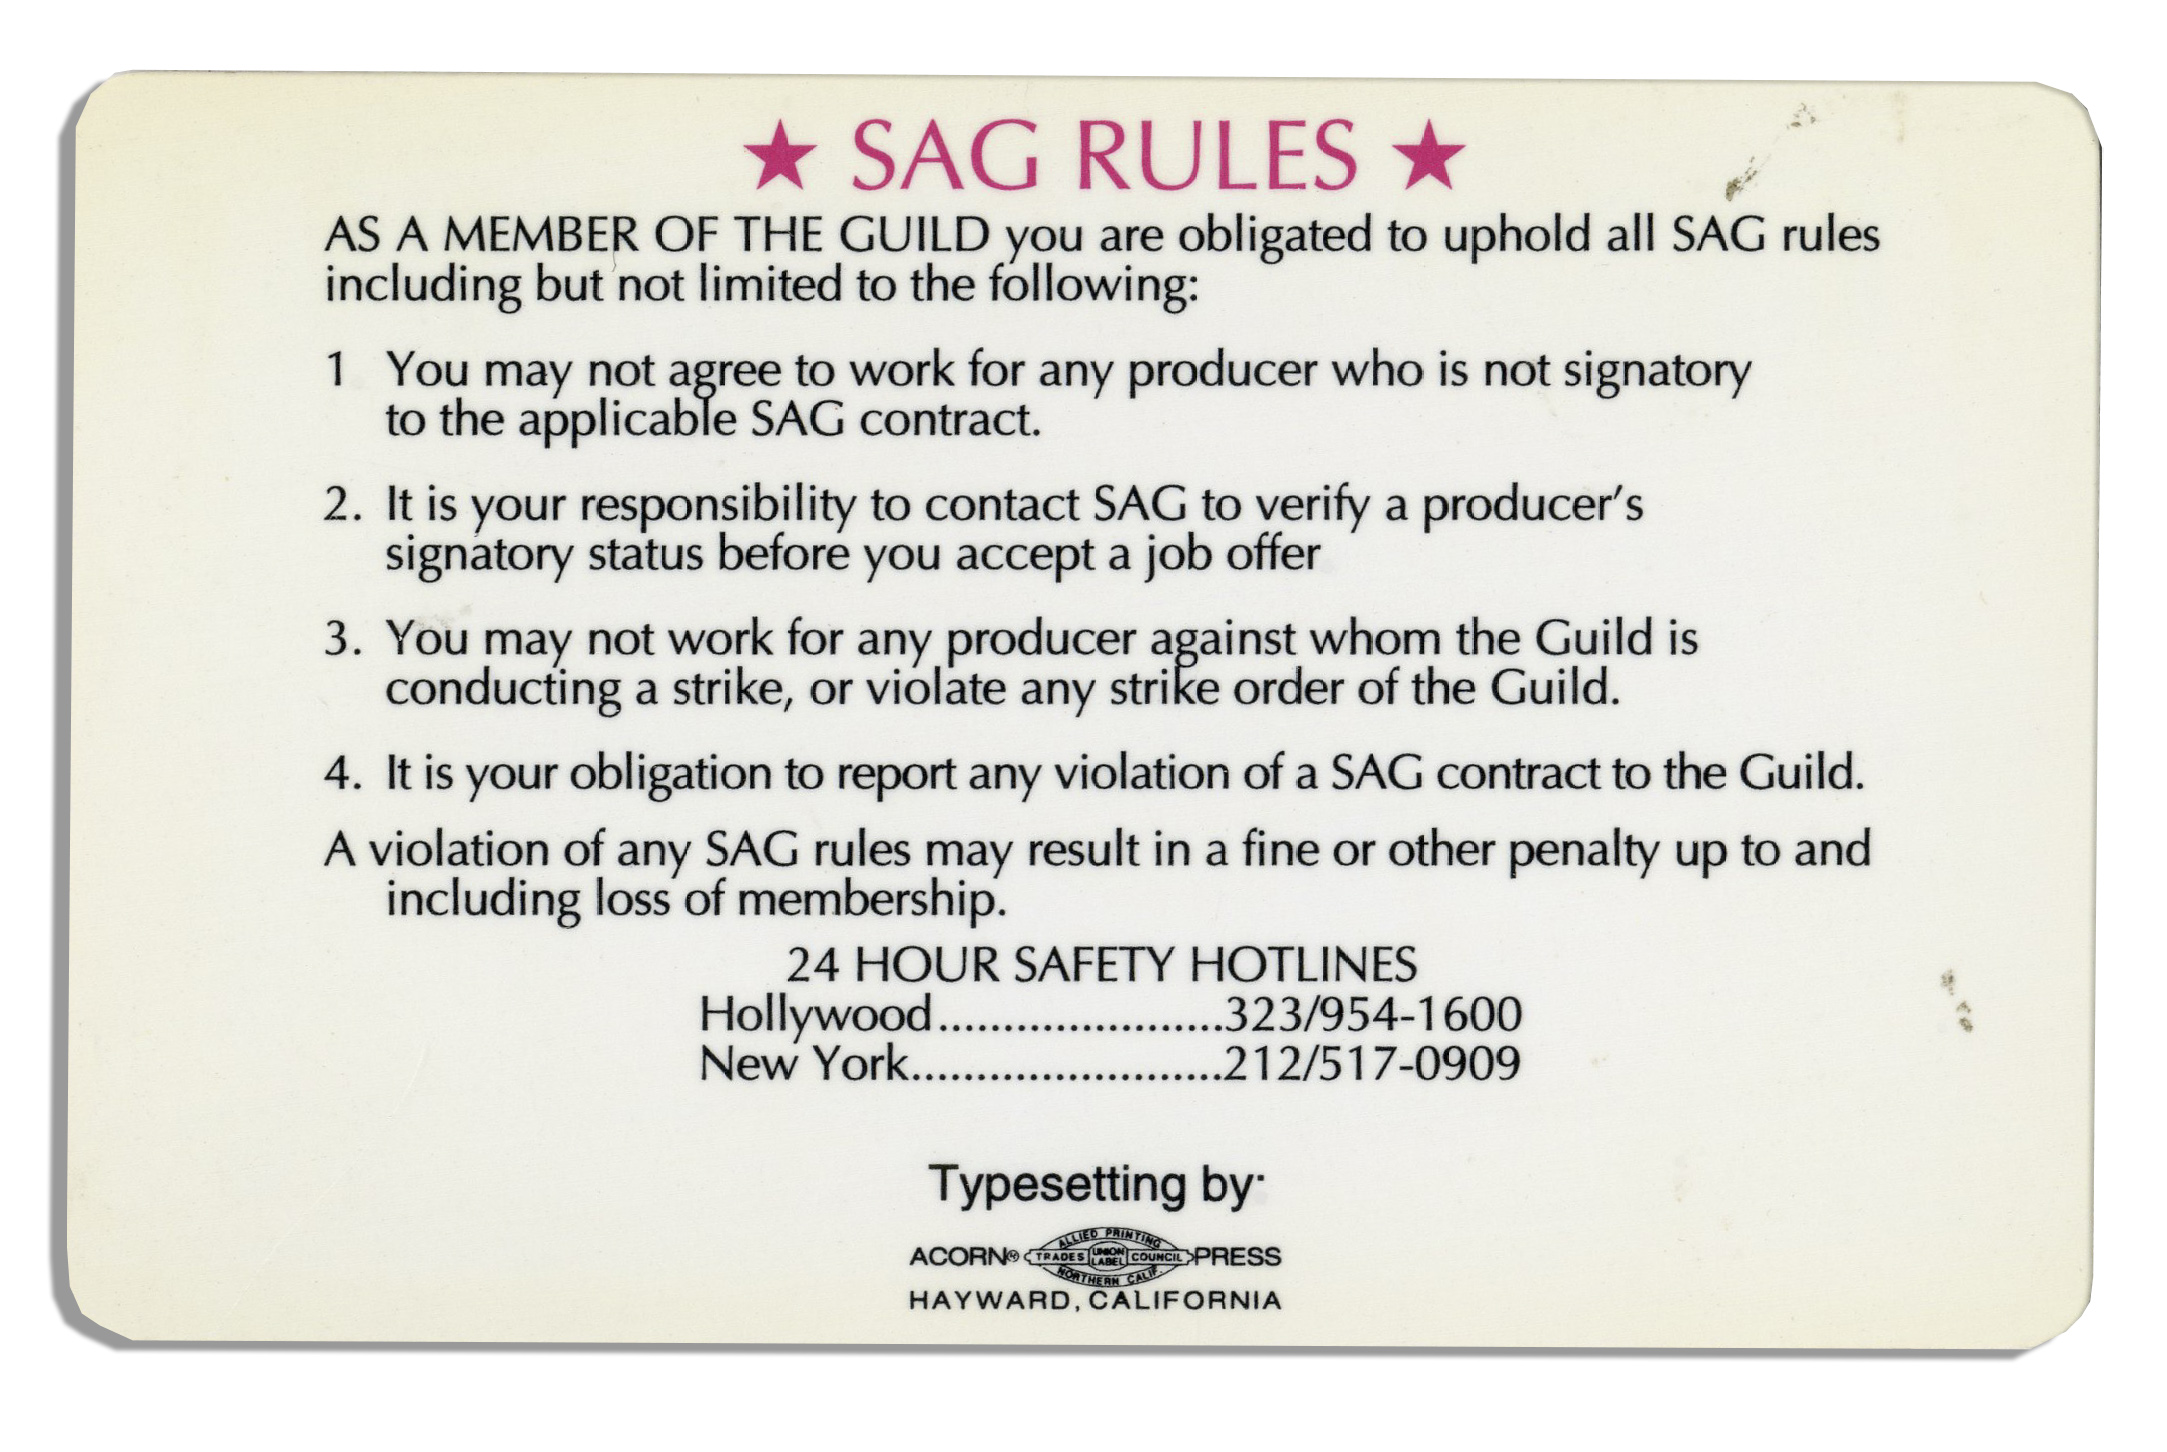 ★ SAG RULES ★
AS A MEMBER OF THE GUILD you are obligated to uphold all SAG rules
including but not limited to the following:
1 You may not agree to work for any producer who is not signatory
to the applicable SAG contract.
2. It is your responsibility to contact SAG to verify a producer's
signatory status before you accept a job offer
3. You may not work for any producer against whom the Guild is
conducting a strike, or violate any strike order of the Guild.
4. It is your obligation to report any violation of a SAG contract to the Guild.
A violation of any SAG rules may result in a fine or other penalty up to and
including loss of membership.
24 HOUR SAFETY HOTLINES
Hollywood......................323/954-1600
New York........................212/517-0909
Typesetting by:
ALLIED PRINTING
ACORN® TRADES UNION LABEL COUNCIL PRESS
NORTHERN CALIF.
HAYWARD, CALIFORNIA